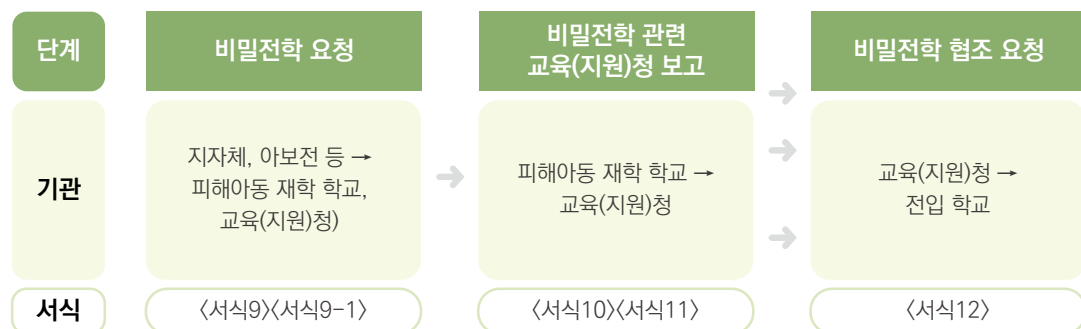 단계
비밀전학 요청
비밀전학 관련
교육(지원)청 보고
비밀전학 협조 요청
기관
지자체, 아보전 등 →
피해아동 재학 학교,
교육(지원)청)
피해아동 재학 학교 →
교육(지원)청
교육(지원)청 →
전입 학교
서식
〈서식9〉〈서식9-1〉
〈서식10〉〈서식11〉
〈서식12〉